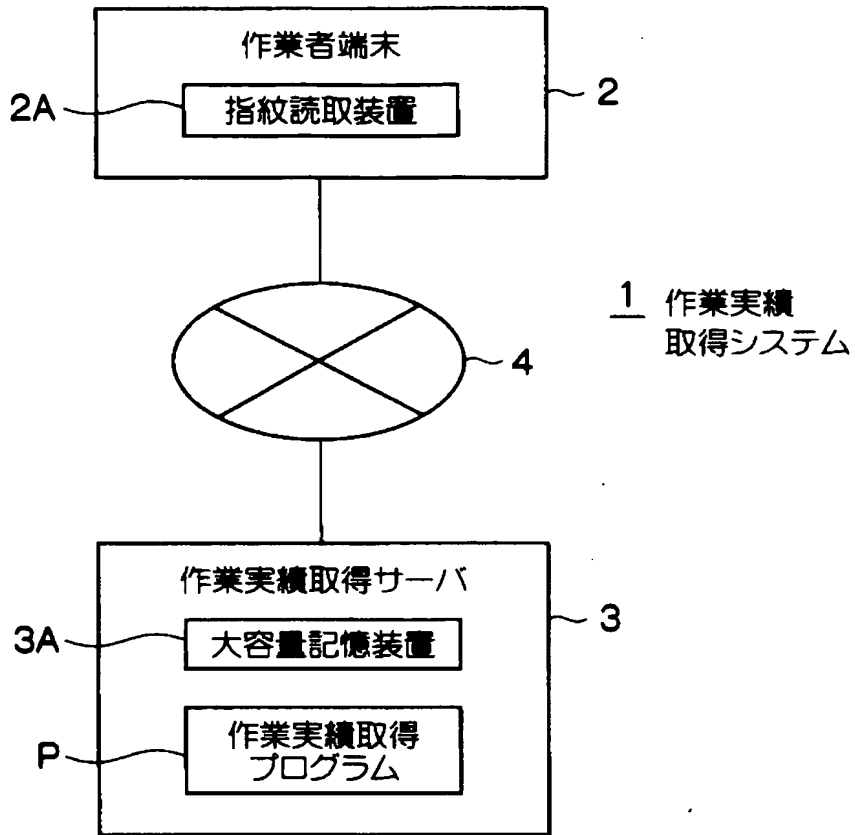 作業者端末
2A
指紋読取装置
2
4
1 作業実績
取得システム
作業実績取得サーバ
3A
大容量記憶装置
3
P
作業実績取得
プログラム